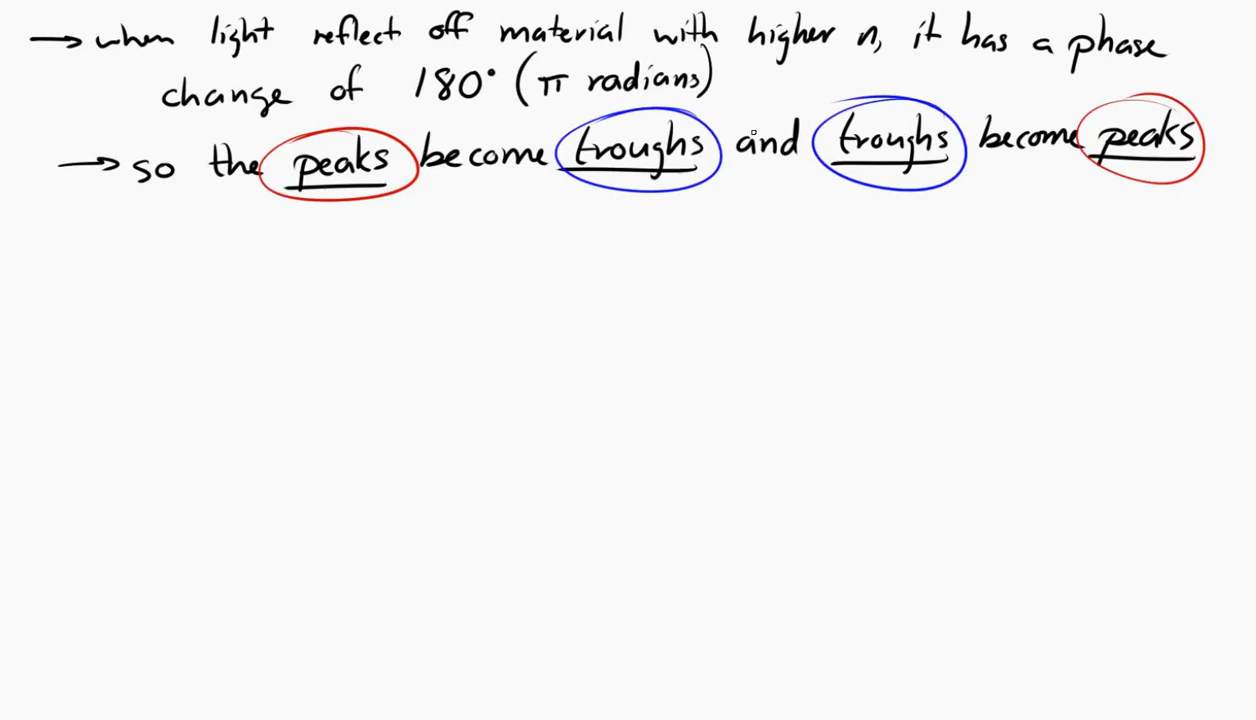 → when light reflect off material with higher n, it has a phase
change of 180° (π radians)
→ so the peaks become troughs and troughs become peaks